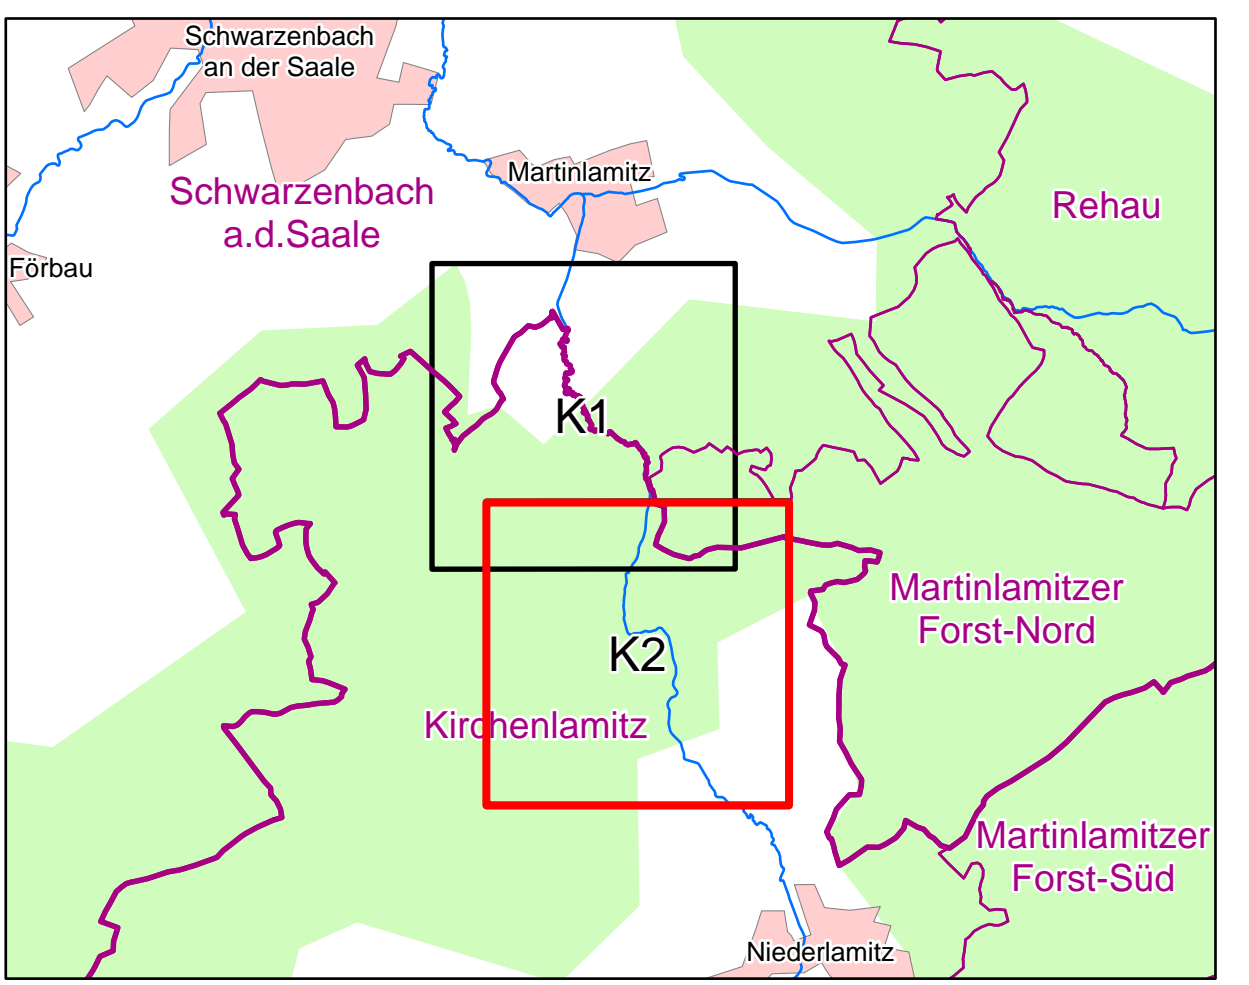 Schwarzenbach
an der Saale
Martinlamitz
Schwarzenbach
a.d.Saale
Rehau
Förbau
K1
Martinlamitzer
Forst-Nord
K2
Kirchenlamitz
Martinlamitzer
Forst-Süd
Niederlamitz